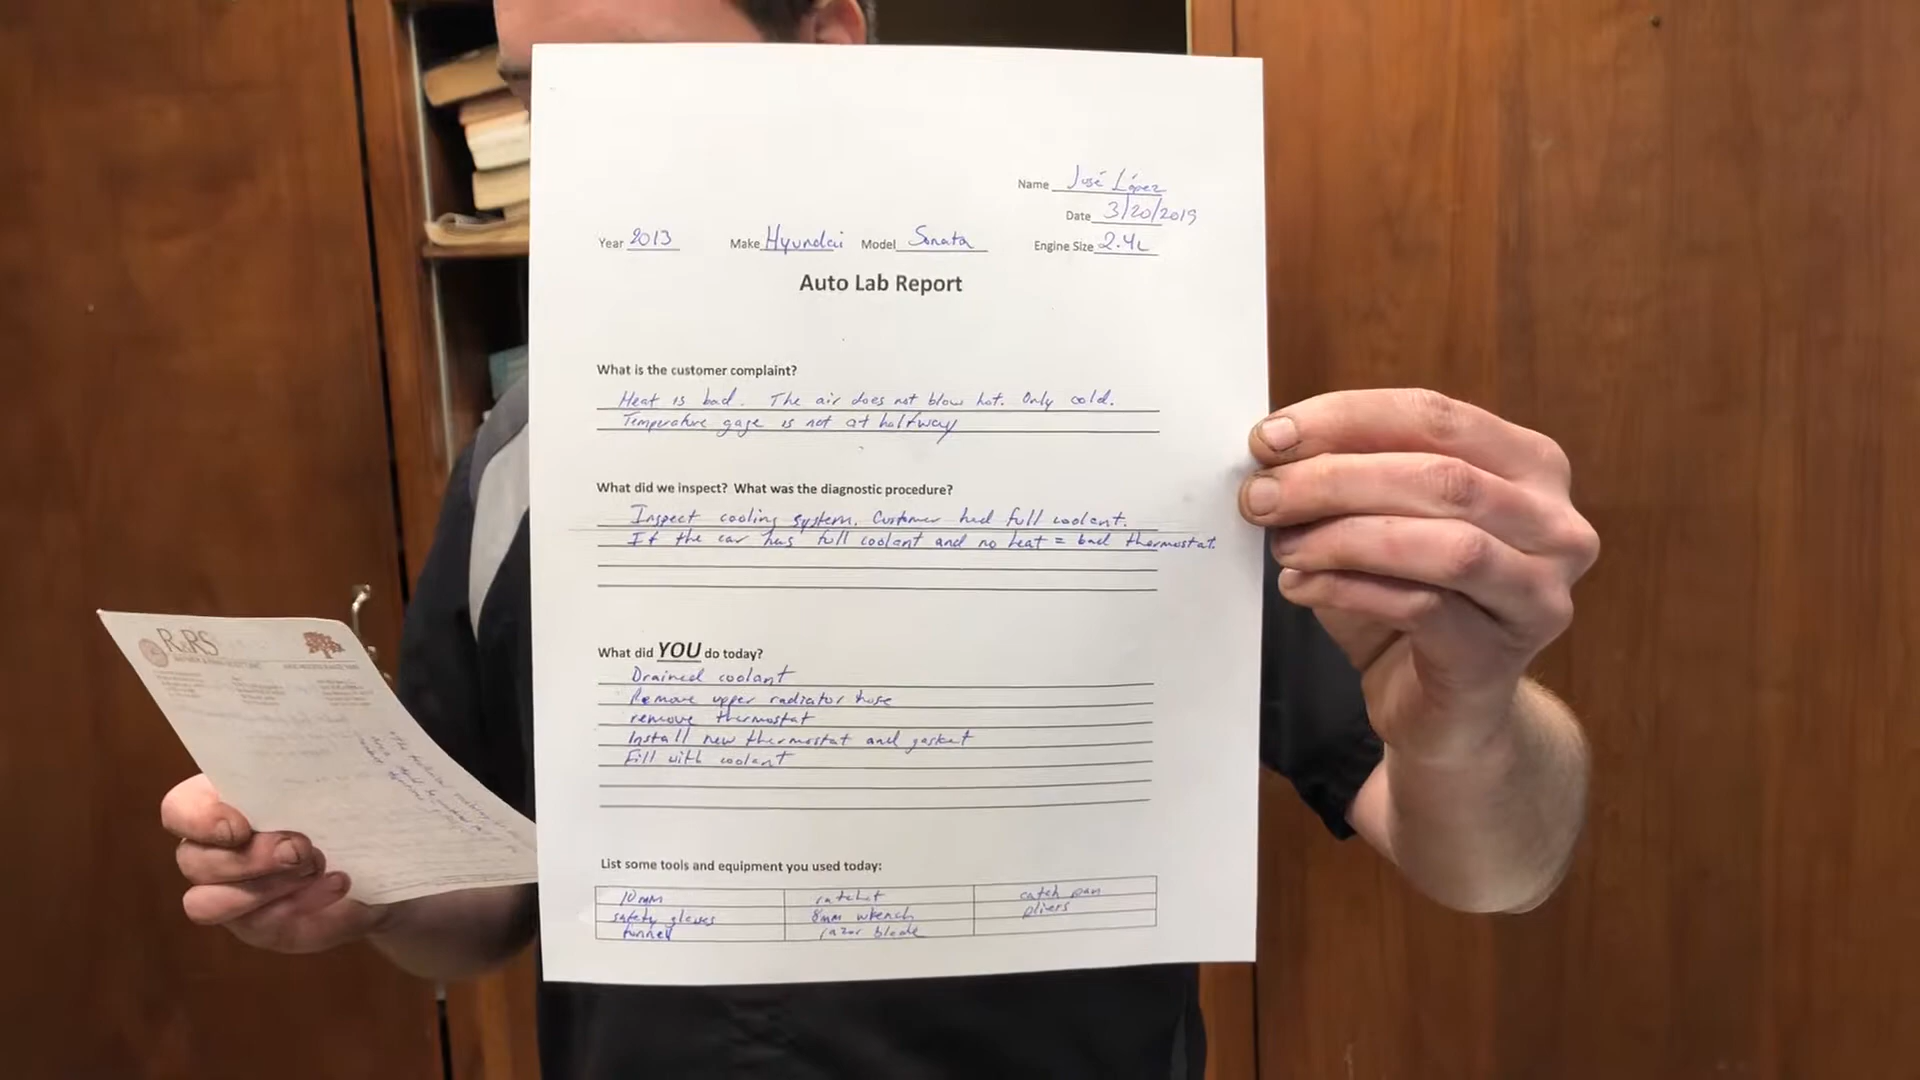 Name José López
Date 3/20/2019
Year 2013 Make Hyundai Model Sonata Engine Size 2.4L
Auto Lab Report
What is the customer complaint?
Heat is bad. The air does not blow hot. Only cold.
Temperature gage is not at halfway
What did we inspect? What was the diagnostic procedure?
Inspect cooling system. Customer had full coolant.
If the car has full coolant and no heat = bad thermostat.
What did YOU do today?
Drained coolant
Remove upper radiator hose
remove thermostat
Install new thermostat and gasket
Fill with coolant
List some tools and equipment you used today:
10mm ratchet catch pan
safety gloves 8mm wrench pliers
funnel razor blade
R&RS